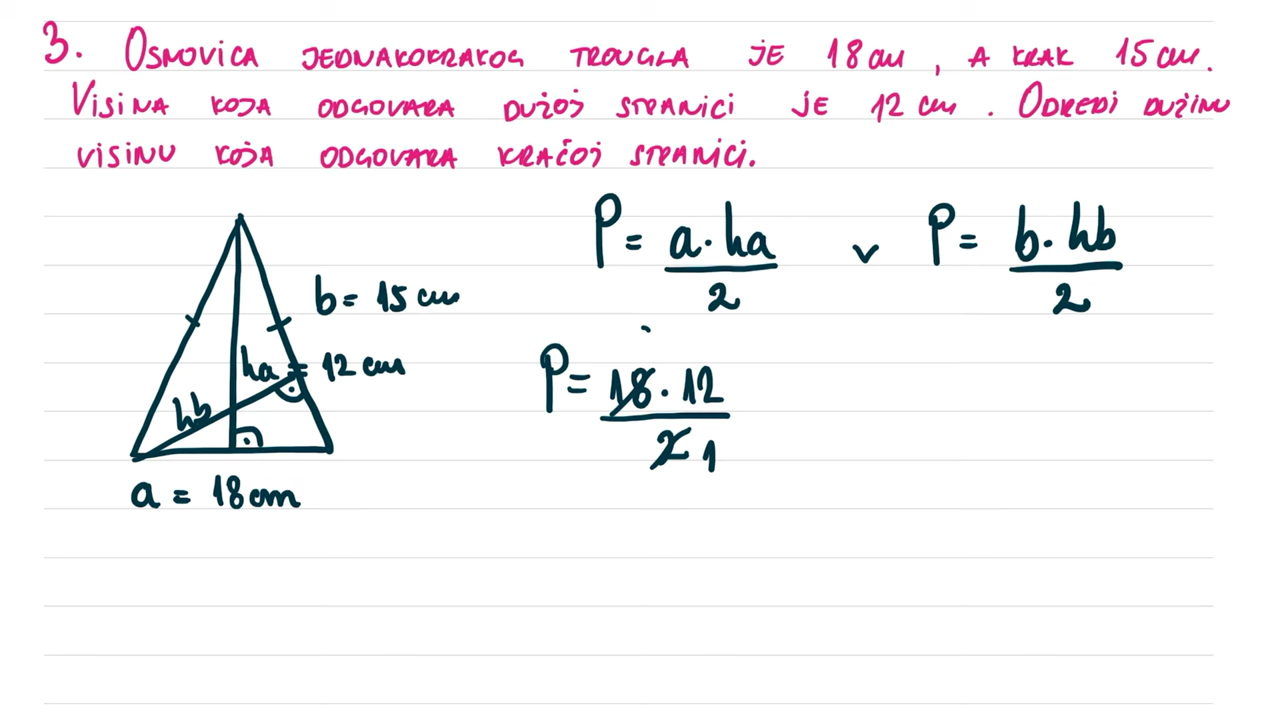 3. OSNOVICA JEDNAKOKRAKOG TROUGLA JE 18 cm, A KRAK 15 cm.
VISINA KOJA ODGOVARA DUŽOJ STRANICI JE 12 cm. ODREDI DUŽINU
VISINU KOJA ODGOVARA KRAĆOJ STRANICI.
P = a·ha / 2 v P = b·hb / 2
b = 15 cm
ha = 12 cm
hb
a = 18 cm
P = 18·12 / 2 1